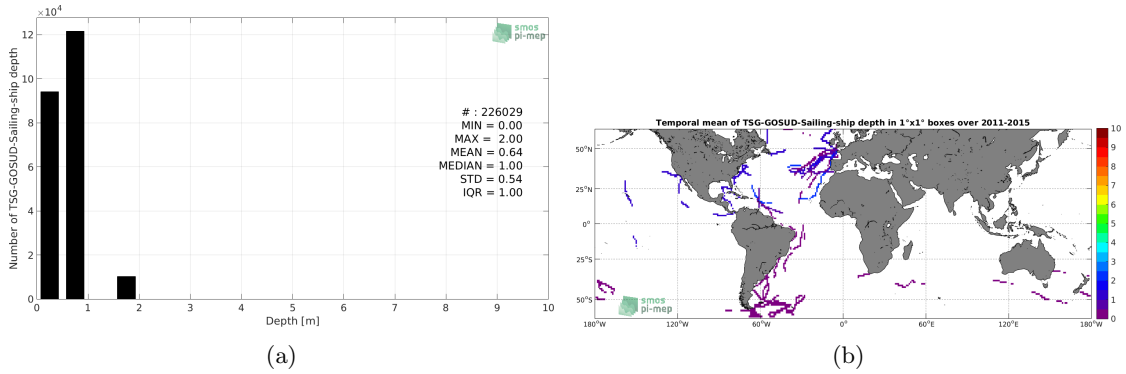 ×10⁴
12
10
8
6
4
2
0
Number of TSG-GOSUD-Sailing-ship depth
smos
pi-mep
# : 226029
MIN = 0.00
MAX = 2.00
MEAN = 0.64
MEDIAN = 1.00
STD = 0.54
IQR = 1.00
0 1 2 3 4 5 6 7 8 9 10
Depth [m]
(a)
Temporal mean of TSG-GOSUD-Sailing-ship depth in 1°x1° boxes over 2011-2015
50°N
25°N
0°
25°S
50°S
smos
pi-mep
180°W 120°W 60°W 0° 60°E 120°E 180°W
10
9
8
7
6
5
4
3
2
1
0
(b)